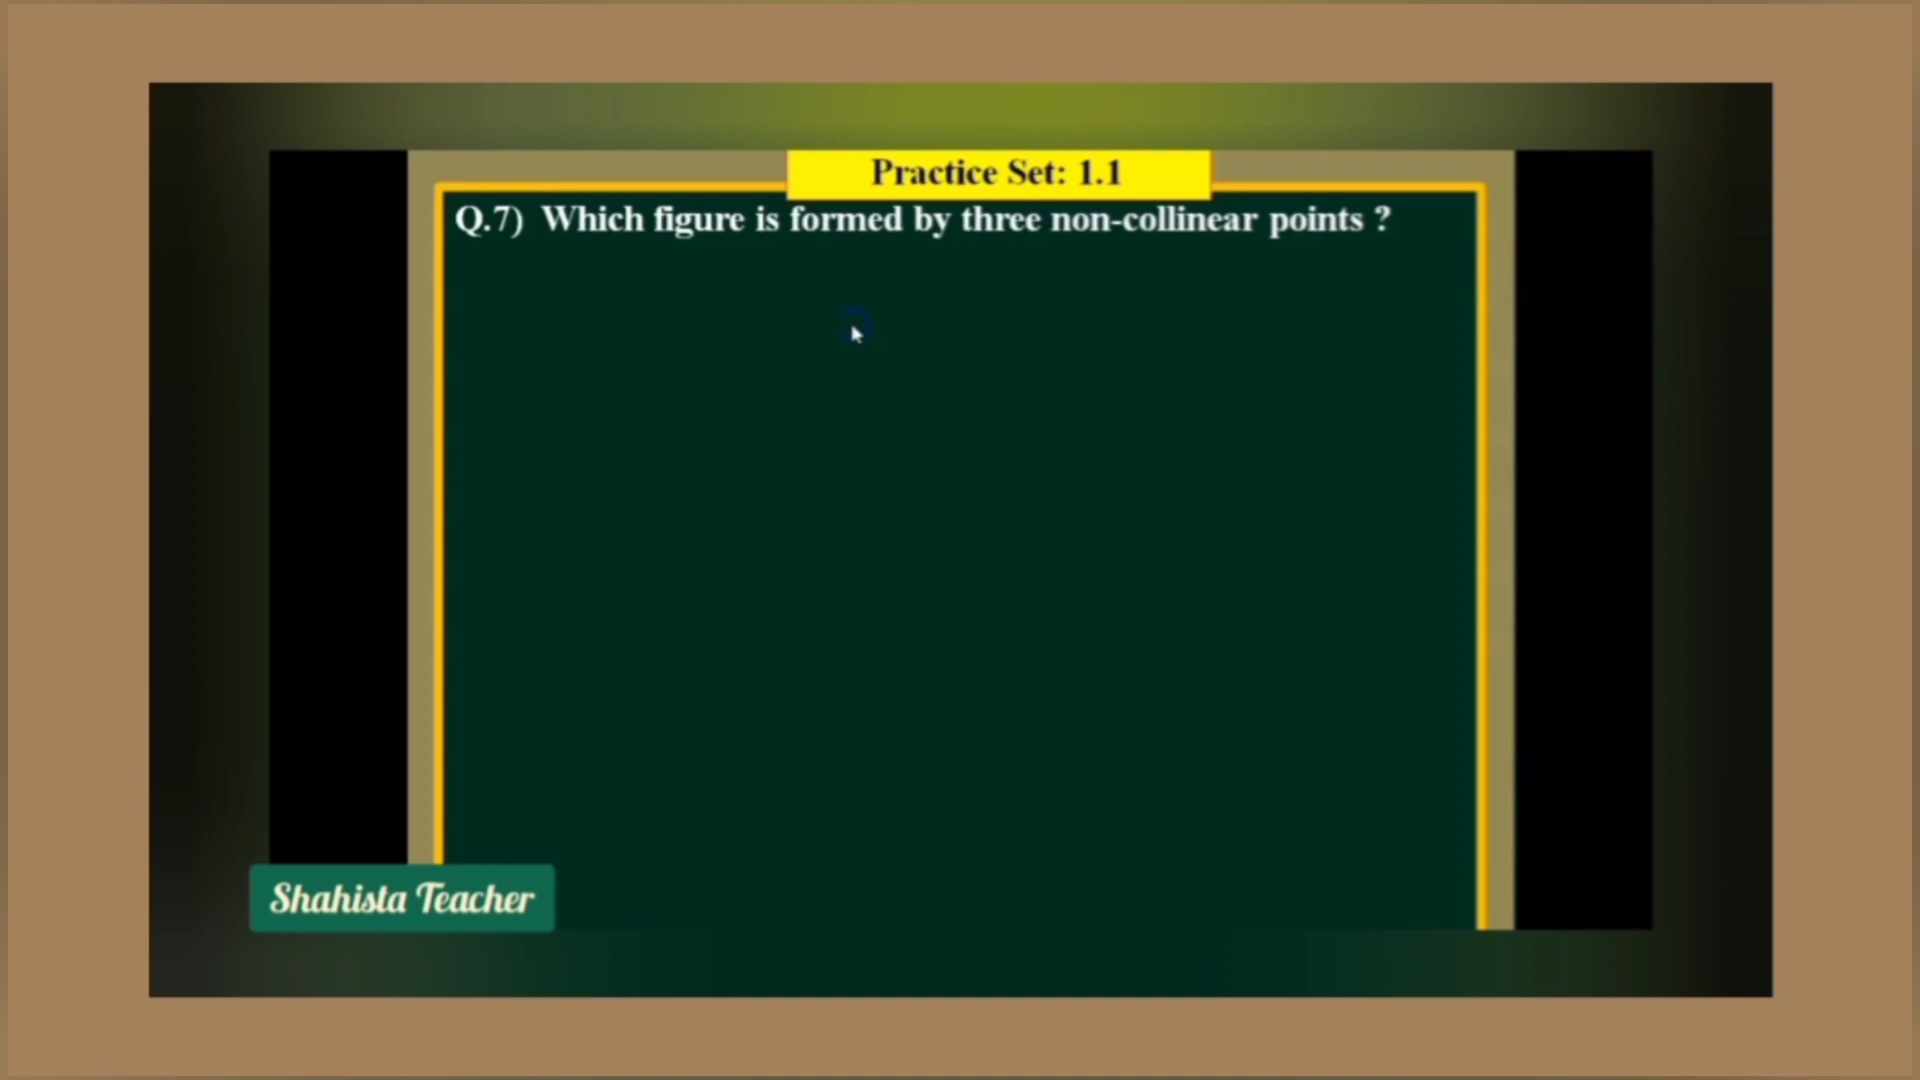 Practice Set: 1.1
Q.7) Which figure is formed by three non-collinear points ?
Shahista Teacher